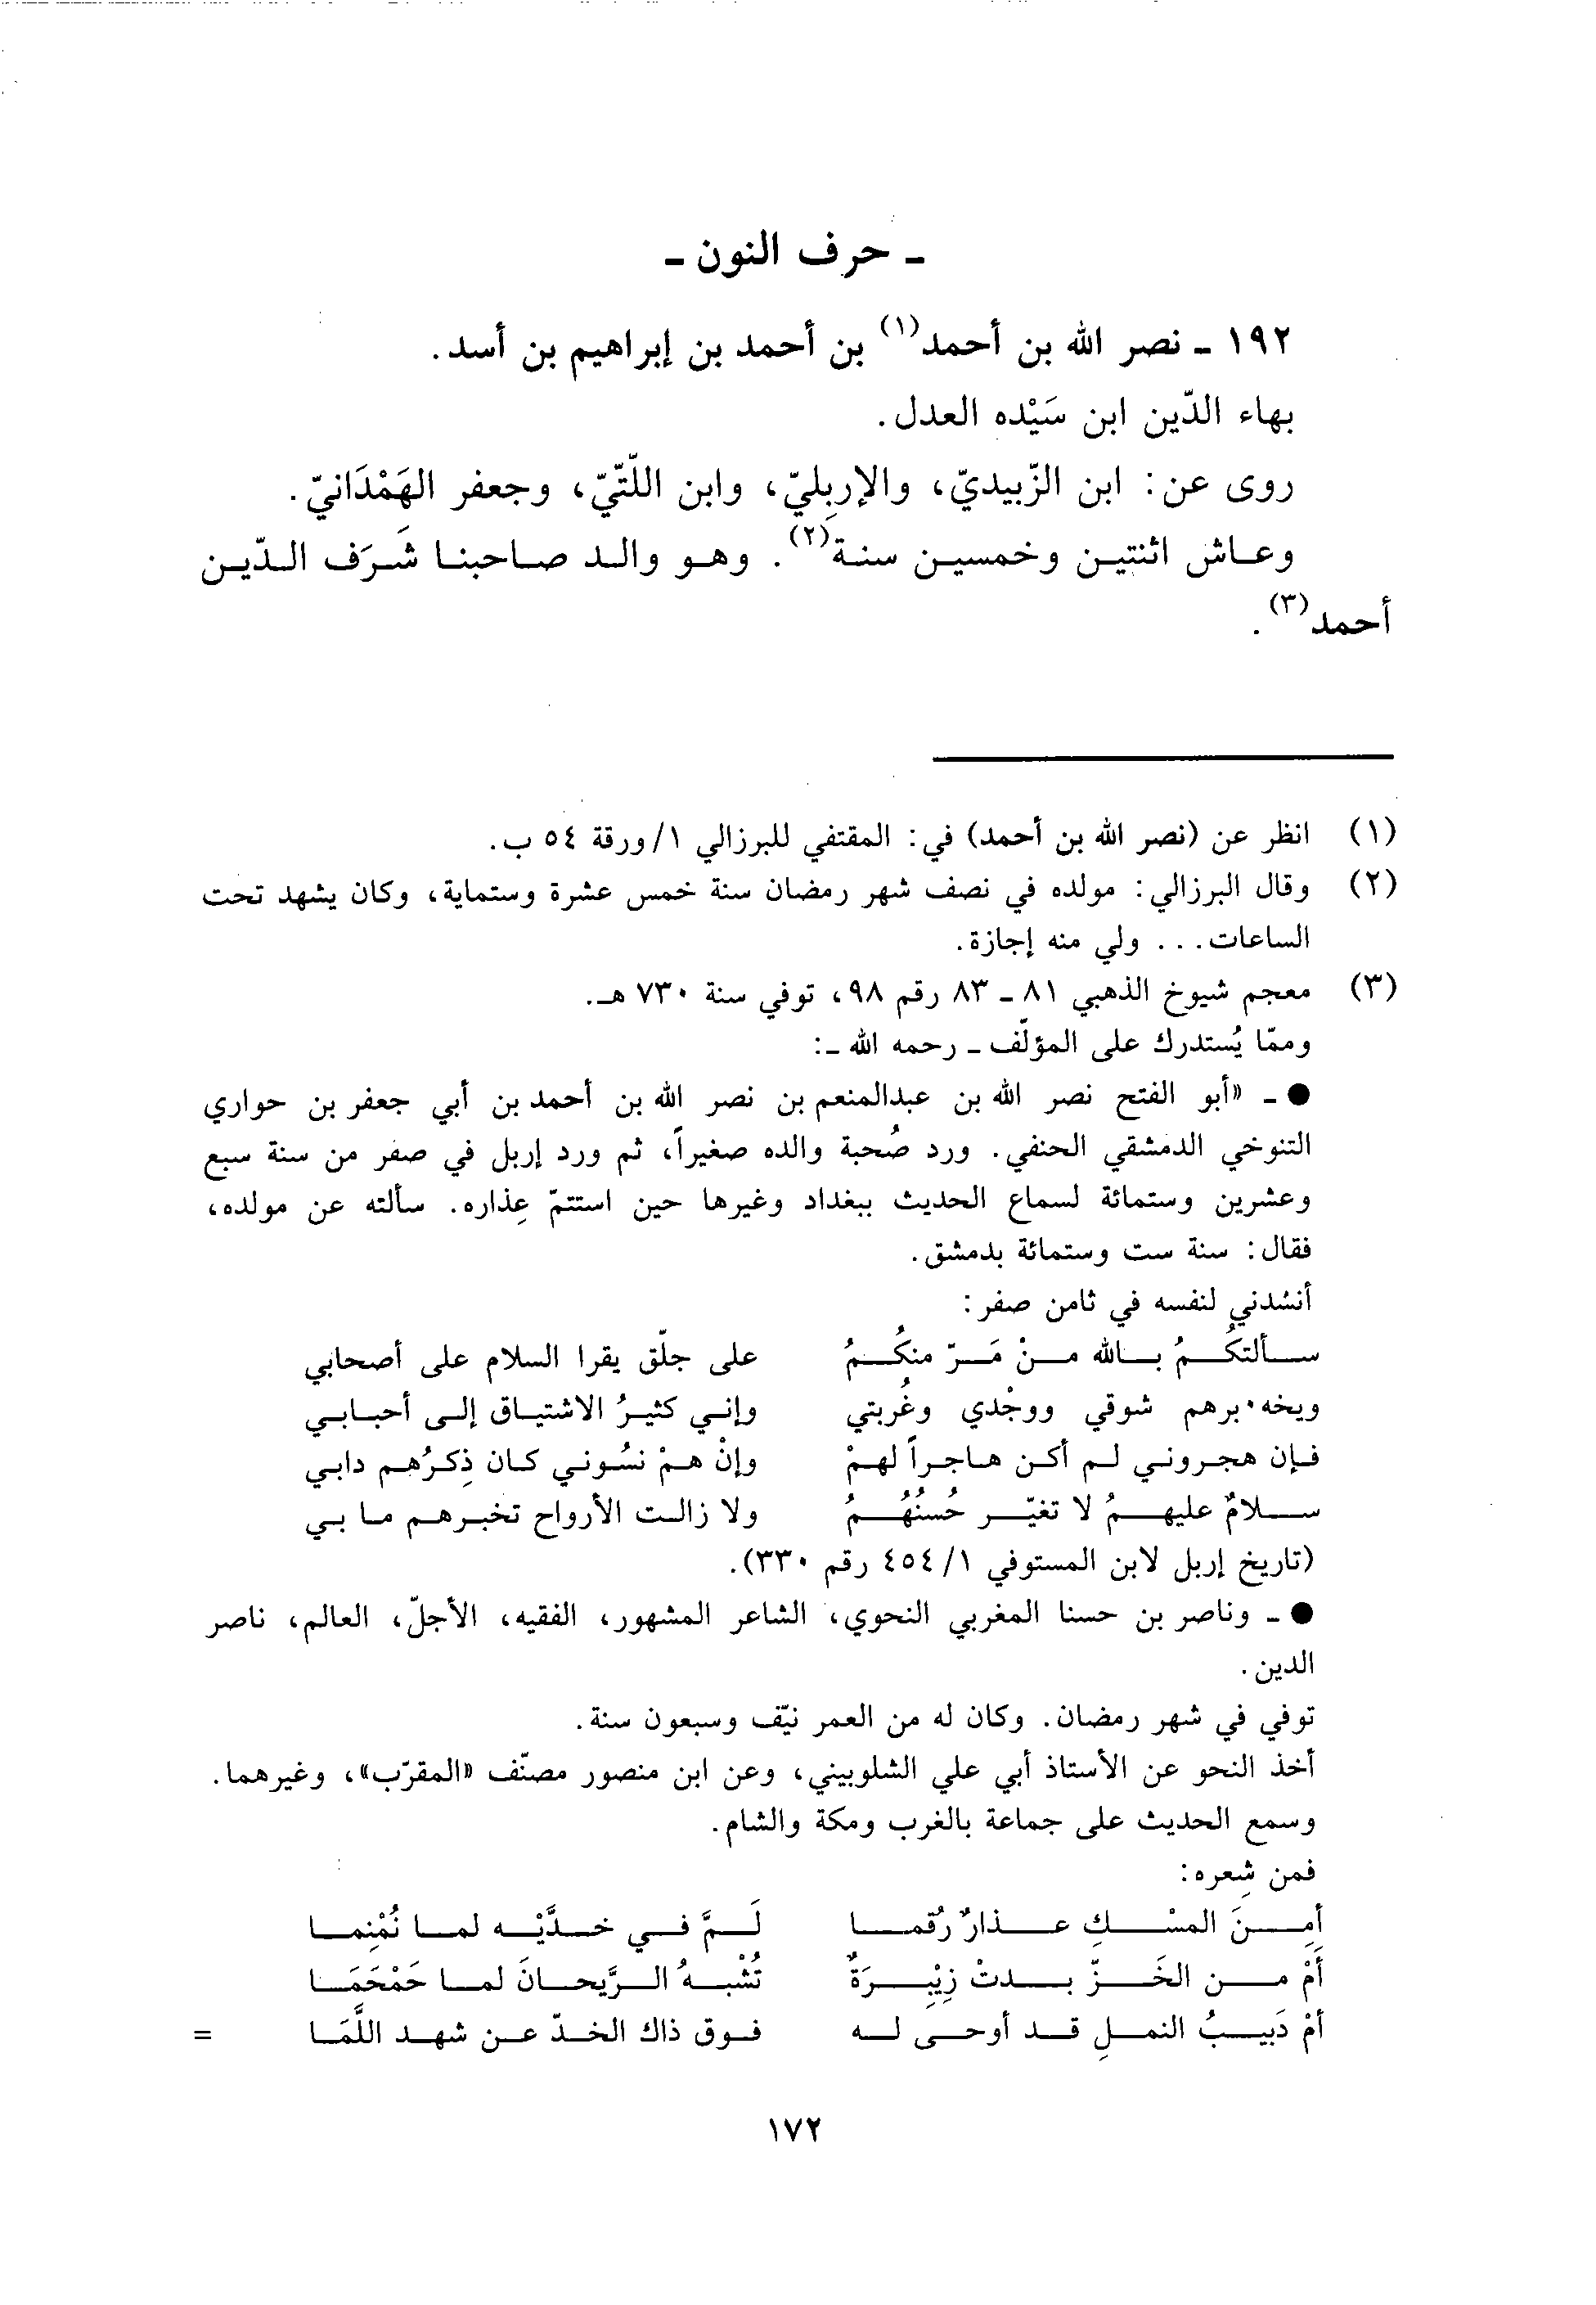 ـ حرف النون ـ
١٩٢ ـ نصر الله بن أحمد(١) بن أحمد بن إبراهيم بن أسد.
بهاء الدّين ابن سَيْده العدل.
روى عن: ابن الزّبيديّ، والإربِليّ، وابن اللّتّيّ، وجعفر الهَمْدَانيّ.
وعاش اثنتين وخمسين سنة(٢). وهو والد صاحبنا شَرَف الدّين
أحمد(٣).
(١) انظر عن (نصر الله بن أحمد) في: المقتفي للبرزالي ١/ورقة ٥٤ ب.
(٢) وقال البرزالي: مولده في نصف شهر رمضان سنة خمس عشرة وستماية، وكان يشهد تحت
الساعات... ولي منه إجازة.
(٣) معجم شيوخ الذهبي ٨١ ـ ٨٣ رقم ٩٨، توفي سنة ٧٣٠ هـ.
وممّا يُستدرك على المؤلّف ـ رحمه الله ـ:
● ـ «أبو الفتح نصر الله بن عبدالمنعم بن نصر الله بن أحمد بن أبي جعفر بن حواري
التنوخي الدمشقي الحنفي. ورد صُحبة والده صغيراً، ثم ورد إربل في صفر من سنة سبع
وعشرين وستمائة لسماع الحديث ببغداد وغيرها حين استتمّ عِذاره. سألته عن مولده،
فقال: سنة ست وستمائة بدمشق.
أنشدني لنفسه في ثامن صفر:
سألتكُمُ بالله منْ مَرّ منكُمُ على جلّق يقرا السلام على أصحابي
ويخه٠برهم شوقي ووجْدي وغُربتي وإني كثيرُ الاشتياق إلى أحبابي
فإن هجروني لم أكن هاجراً لهمْ وإنْ همْ نسُوني كان ذِكرُهم دابي
سلامٌ عليهمُ لا تغيّر حُسنُهُمُ ولا زالت الأرواح تخبرهم ما بي
(تاريخ إربل لابن المستوفي ١/ ٤٥٤ رقم ٣٣٠).
● ـ وناصر بن حسنا المغربي النحوي، الشاعر المشهور، الفقيه، الأجلّ، العالم، ناصر
الدين.
توفي في شهر رمضان. وكان له من العمر نيّف وسبعون سنة.
أخذ النحو عن الأستاذ أبي علي الشلوبيني، وعن ابن منصور مصنّف «المقرّب»، وغيرهما.
وسمع الحديث على جماعة بالغرب ومكة والشام.
فمن شِعره:
أمِنَ المسْكِ عذارٌ رُقما لَمَّ في خدَّيْه لما نُمْنِما
أَمْ من الخَزّ بدتْ زِيْبِرَةٌ تُشْبهُ الرَّيحانَ لما حَمْحَمَا
أمْ دَبيبُ النملِ قد أوحى له فوق ذاك الخدّ عن شهد اللَّمَا =
١٧٢